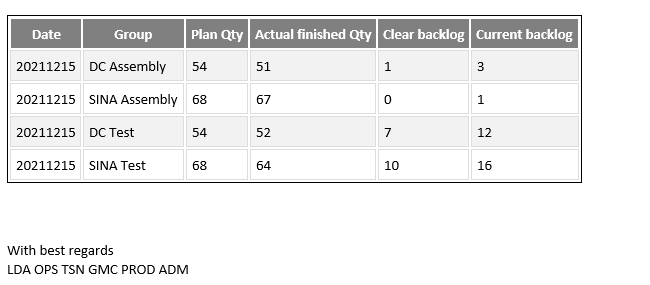 Date Group Plan Qty Actual finished Qty Clear backlog Current backlog
20211215 DC Assembly 54 51 1 3
20211215 SINA Assembly 68 67 0 1
20211215 DC Test 54 52 7 12
20211215 SINA Test 68 64 10 16
With best regards
LDA OPS TSN GMC PROD ADM